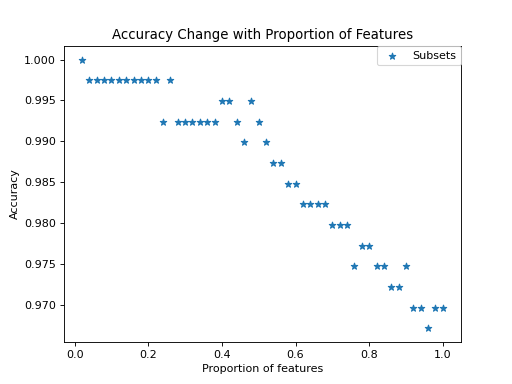 Accuracy Change with Proportion of Features
Subsets
Accuracy
1.000
0.995
0.990
0.985
0.980
0.975
0.970
0.0 0.2 0.4 0.6 0.8 1.0
Proportion of features